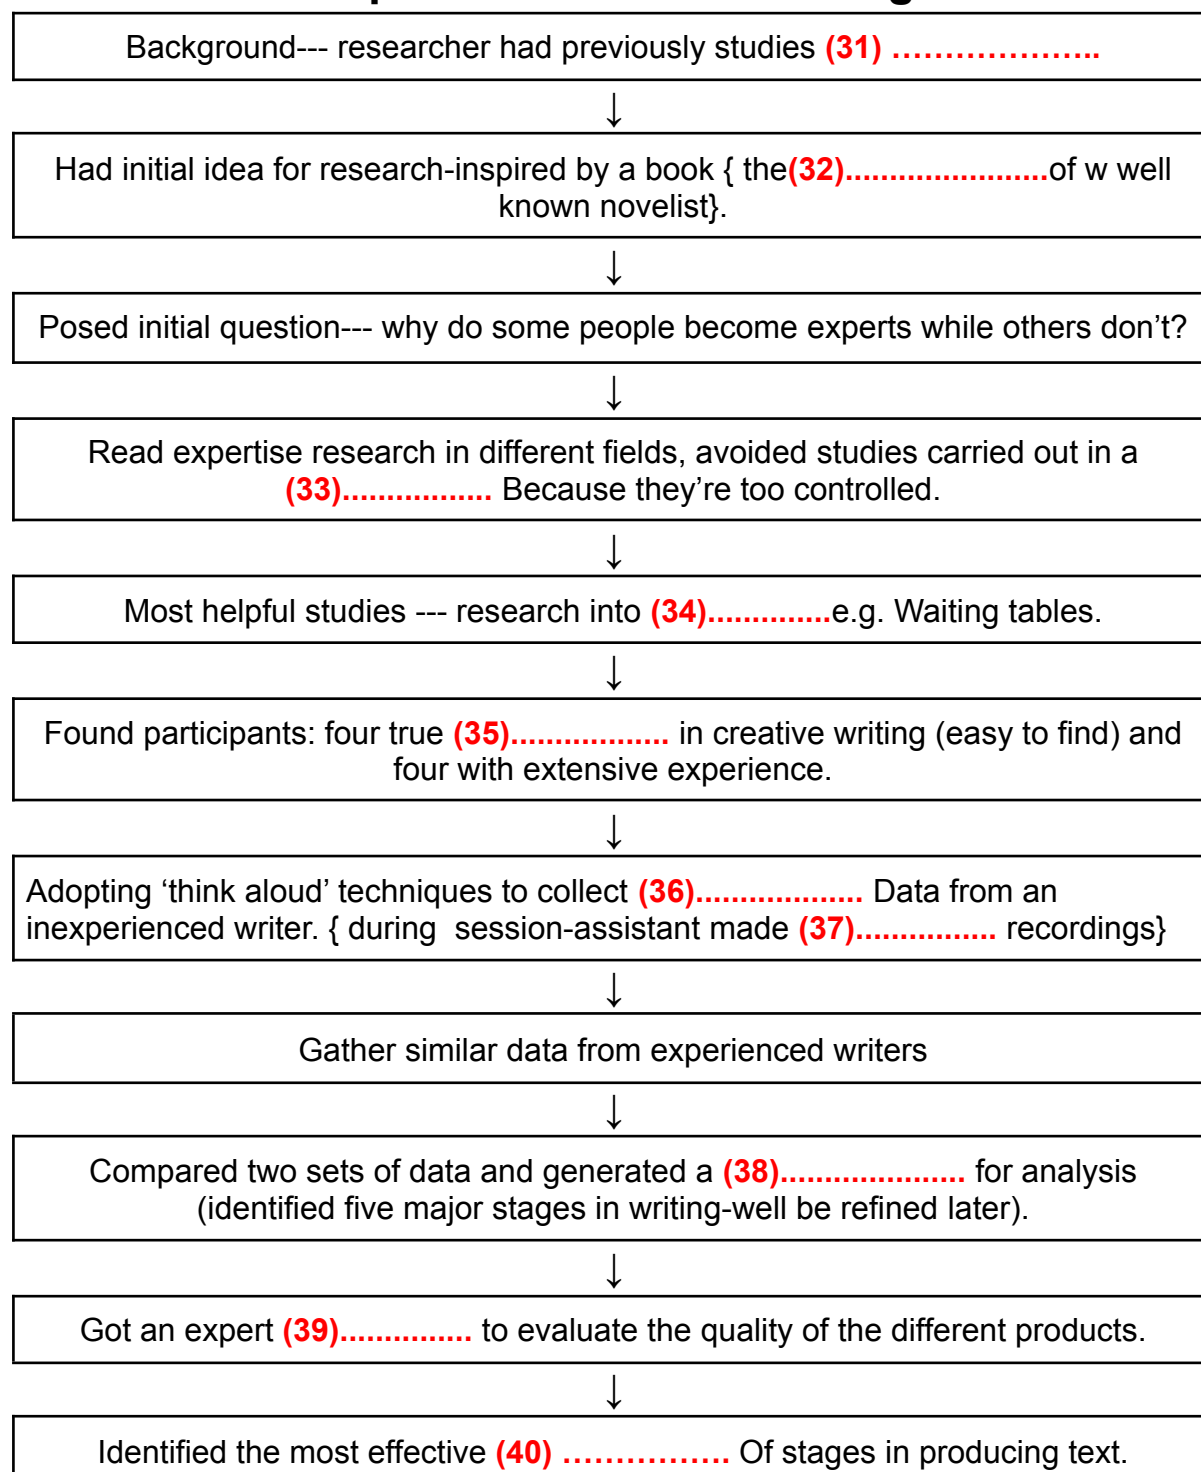 Background--- researcher had previously studies (31) …………………..
↓
Had initial idea for research-inspired by a book { the(32).......................of w well
known novelist}.
↓
Posed initial question--- why do some people become experts while others don’t?
↓
Read expertise research in different fields, avoided studies carried out in a
(33)................. Because they’re too controlled.
↓
Most helpful studies --- research into (34)..............e.g. Waiting tables.
↓
Found participants: four true (35).................. in creative writing (easy to find) and
four with extensive experience.
↓
Adopting ‘think aloud’ techniques to collect (36)................... Data from an
inexperienced writer. { during session-assistant made (37)................ recordings}
↓
Gather similar data from experienced writers
↓
Compared two sets of data and generated a (38)..................... for analysis
(identified five major stages in writing-well be refined later).
↓
Got an expert (39)............... to evaluate the quality of the different products.
↓
Identified the most effective (40) ……………. Of stages in producing text.